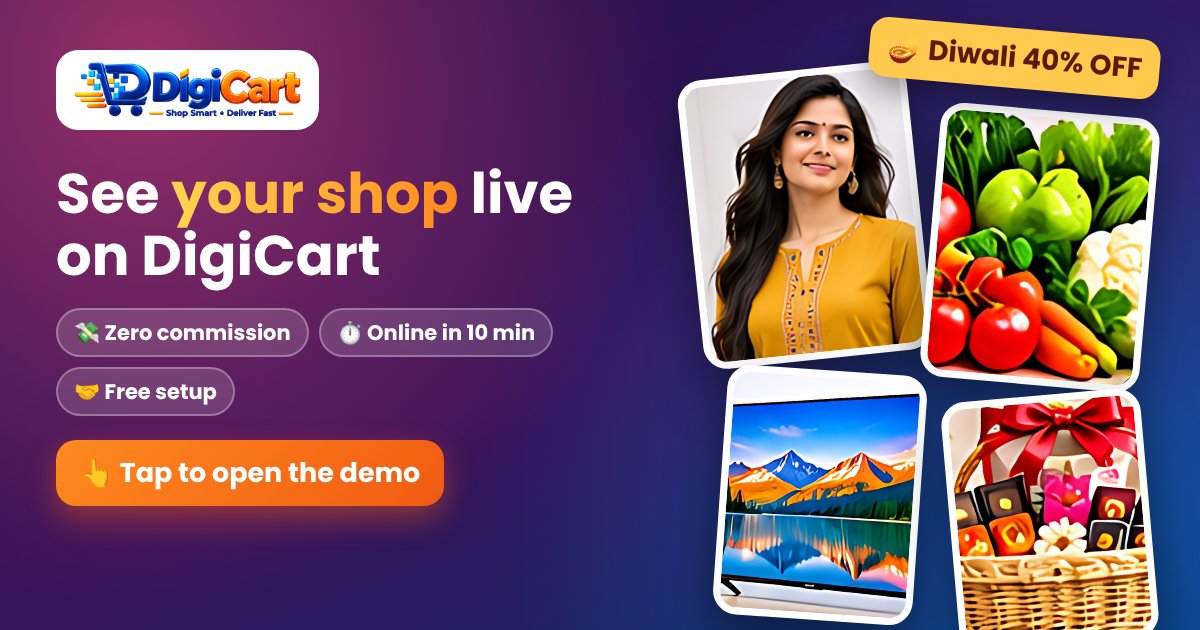 DigiCart
Shop Smart • Deliver Fast
Diwali 40% OFF
See your shop live
on DigiCart
💸 Zero commission
⏱️ Online in 10 min
🤝 Free setup
👆 Tap to open the demo